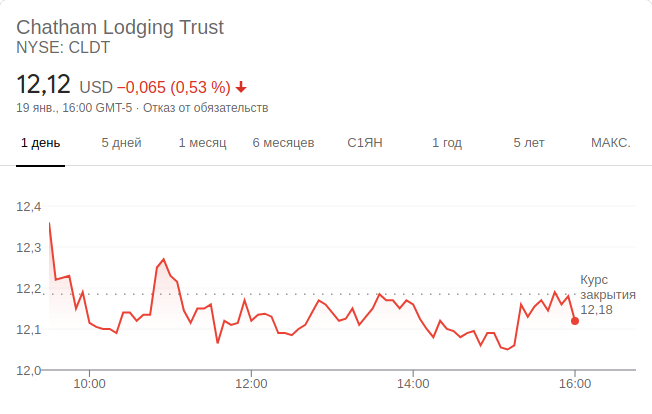 Chatham Lodging Trust
NYSE: CLDT
12,12 USD −0,065 (0,53 %)
19 янв., 16:00 GMT-5 · Отказ от обязательств
1 день 5 дней 1 месяц 6 месяцев С1ЯН 1 год 5 лет МАКС.
12,4
12,3
12,2
12,1
12,0
Курс
закрытия
12,18
10:00 12:00 14:00 16:00